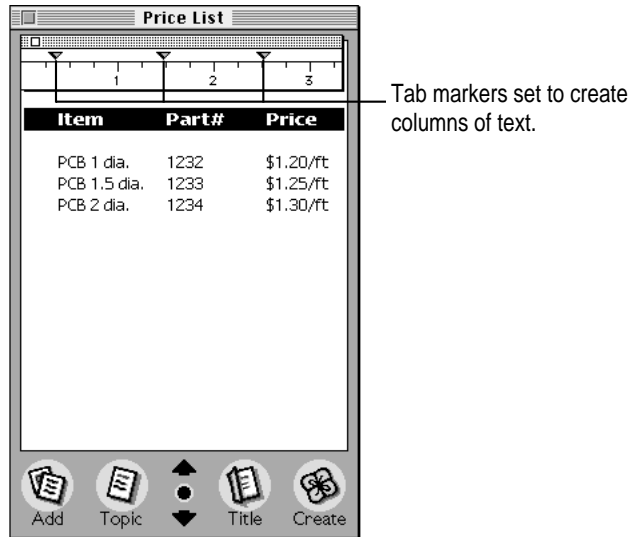 Price List
1 2 3
Tab markers set to create
columns of text.
Item Part# Price
PCB 1 dia. 1232 $1.20/ft
PCB 1.5 dia. 1233 $1.25/ft
PCB 2 dia. 1234 $1.30/ft
Add Topic Title Create